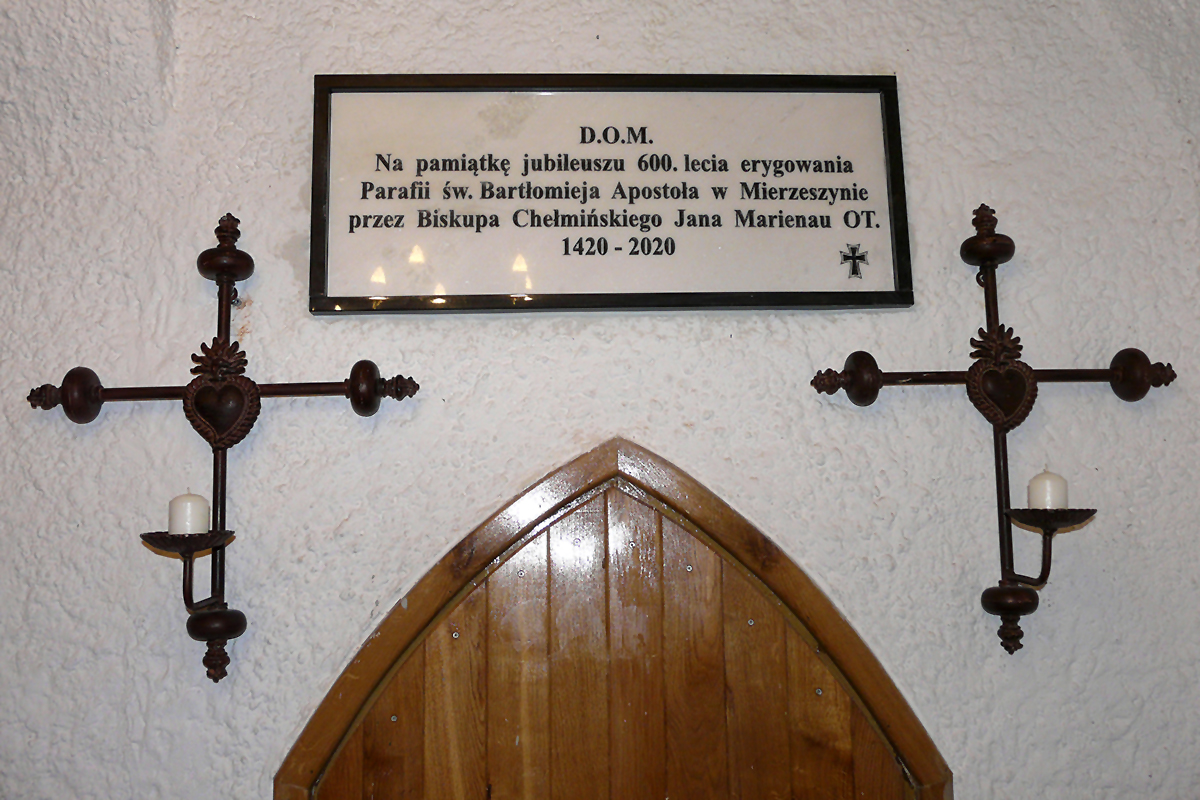 D.O.M.
Na pamiątkę jubileuszu 600. lecia erygowania
Parafii św. Bartłomieja Apostoła w Mierzeszynie
przez Biskupa Chełmińskiego Jana Marienau OT.
1420 - 2020